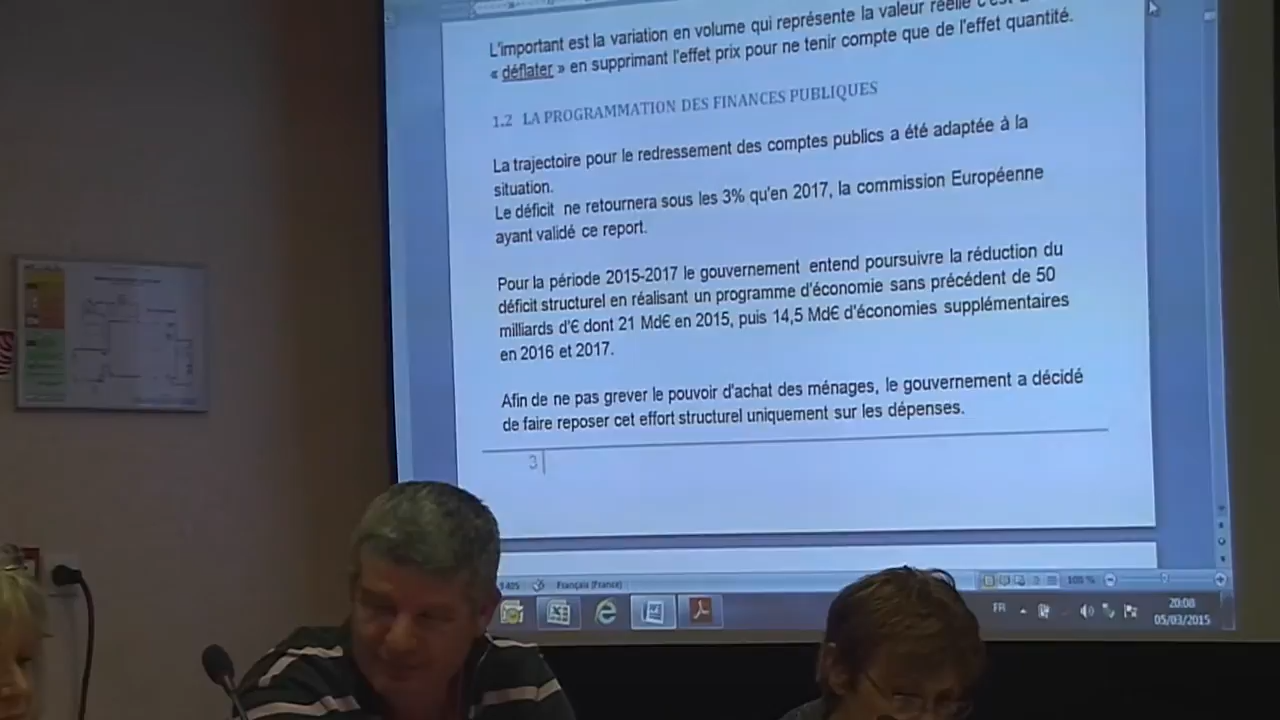 L'important est la variation en volume qui représente la valeur réelle c'est
« déflater » en supprimant l'effet prix pour ne tenir compte que de l'effet quantité.
1.2 LA PROGRAMMATION DES FINANCES PUBLIQUES
La trajectoire pour le redressement des comptes publics a été adaptée à la
situation.
Le déficit ne retournera sous les 3% qu'en 2017, la commission Européenne
ayant validé ce report.
Pour la période 2015-2017 le gouvernement entend poursuivre la réduction du
déficit structurel en réalisant un programme d'économie sans précédent de 50
milliards d'€ dont 21 Md€ en 2015, puis 14,5 Md€ d'économies supplémentaires
en 2016 et 2017.
Afin de ne pas grever le pouvoir d'achat des ménages, le gouvernement a décidé
de faire reposer cet effort structurel uniquement sur les dépenses.
3
Français (France)
100 %
FR
20:08
05/03/2015